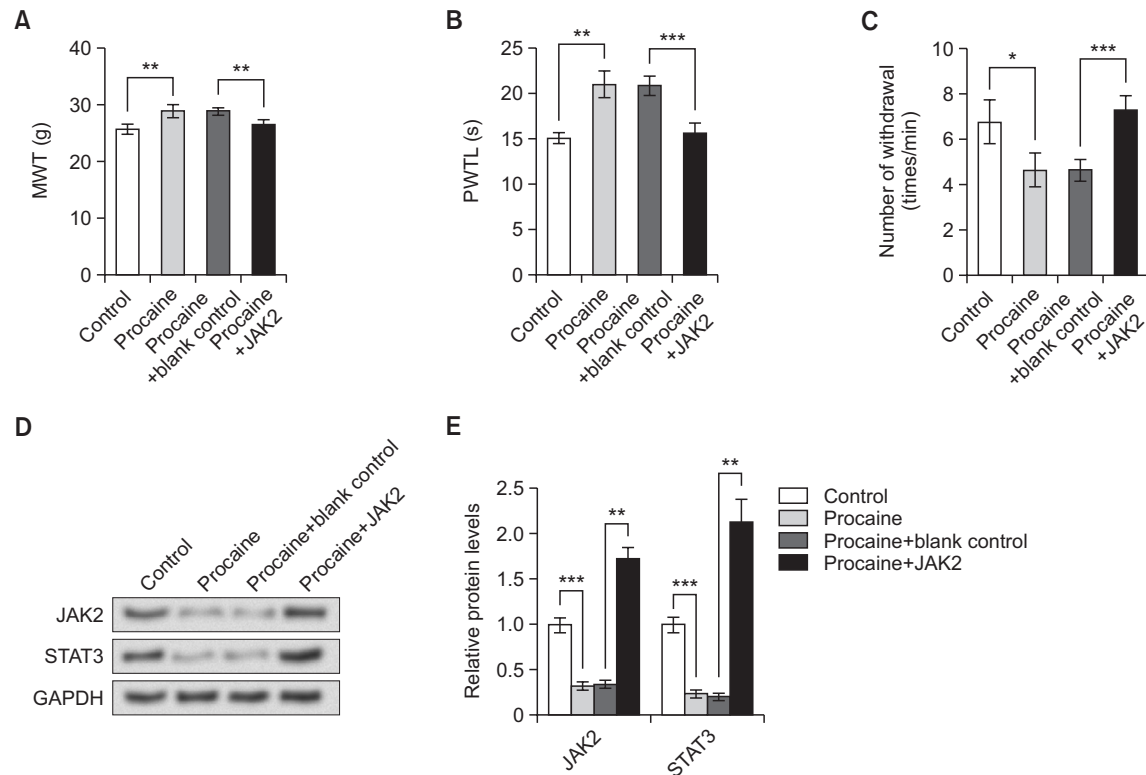 A
MWT (g)
40
30
20
10
0
**
**
Control
Procaine
Procaine
+blank control
Procaine
+JAK2
B
PWTL (s)
25
20
15
10
5
0
**
***
Control
Procaine
Procaine
+blank control
Procaine
+JAK2
C
Number of withdrawal
(times/min)
10
8
6
4
2
0
*
***
Control
Procaine
Procaine
+blank control
Procaine
+JAK2
D
Control
Procaine
Procaine+blank control
Procaine+JAK2
JAK2
STAT3
GAPDH
E
Relative protein levels
2.5
2.0
1.5
1.0
0.5
0
***
**
***
**
JAK2
STAT3
Control
Procaine
Procaine+blank control
Procaine+JAK2